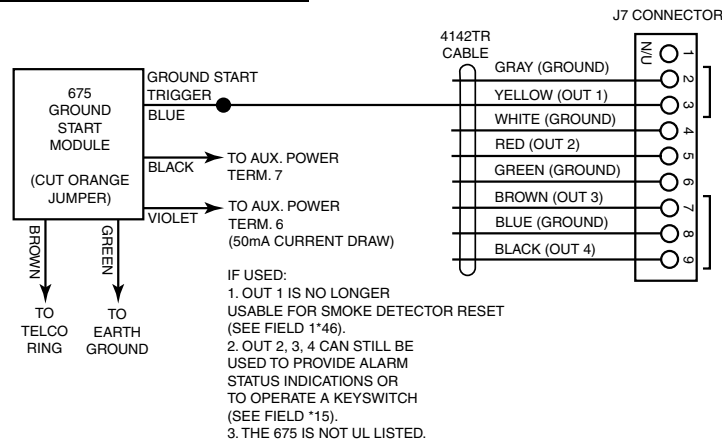 J7 CONNECTOR
4142TR
CABLE
N/U
1
GRAY (GROUND)
2
YELLOW (OUT 1)
3
WHITE (GROUND)
4
RED (OUT 2)
5
GREEN (GROUND)
6
BROWN (OUT 3)
7
BLUE (GROUND)
8
BLACK (OUT 4)
9
675
GROUND
START
MODULE
(CUT ORANGE
JUMPER)
GROUND START
TRIGGER
BLUE
BLACK
TO AUX. POWER
TERM. 7
VIOLET
TO AUX. POWER
TERM. 6
(50mA CURRENT DRAW)
BROWN
GREEN
TO
TELCO
RING
TO
EARTH
GROUND
IF USED:
1. OUT 1 IS NO LONGER
USABLE FOR SMOKE DETECTOR RESET
(SEE FIELD 1*46).
2. OUT 2, 3, 4 CAN STILL BE
USED TO PROVIDE ALARM
STATUS INDICATIONS OR
TO OPERATE A KEYSWITCH
(SEE FIELD *15).
3. THE 675 IS NOT UL LISTED.